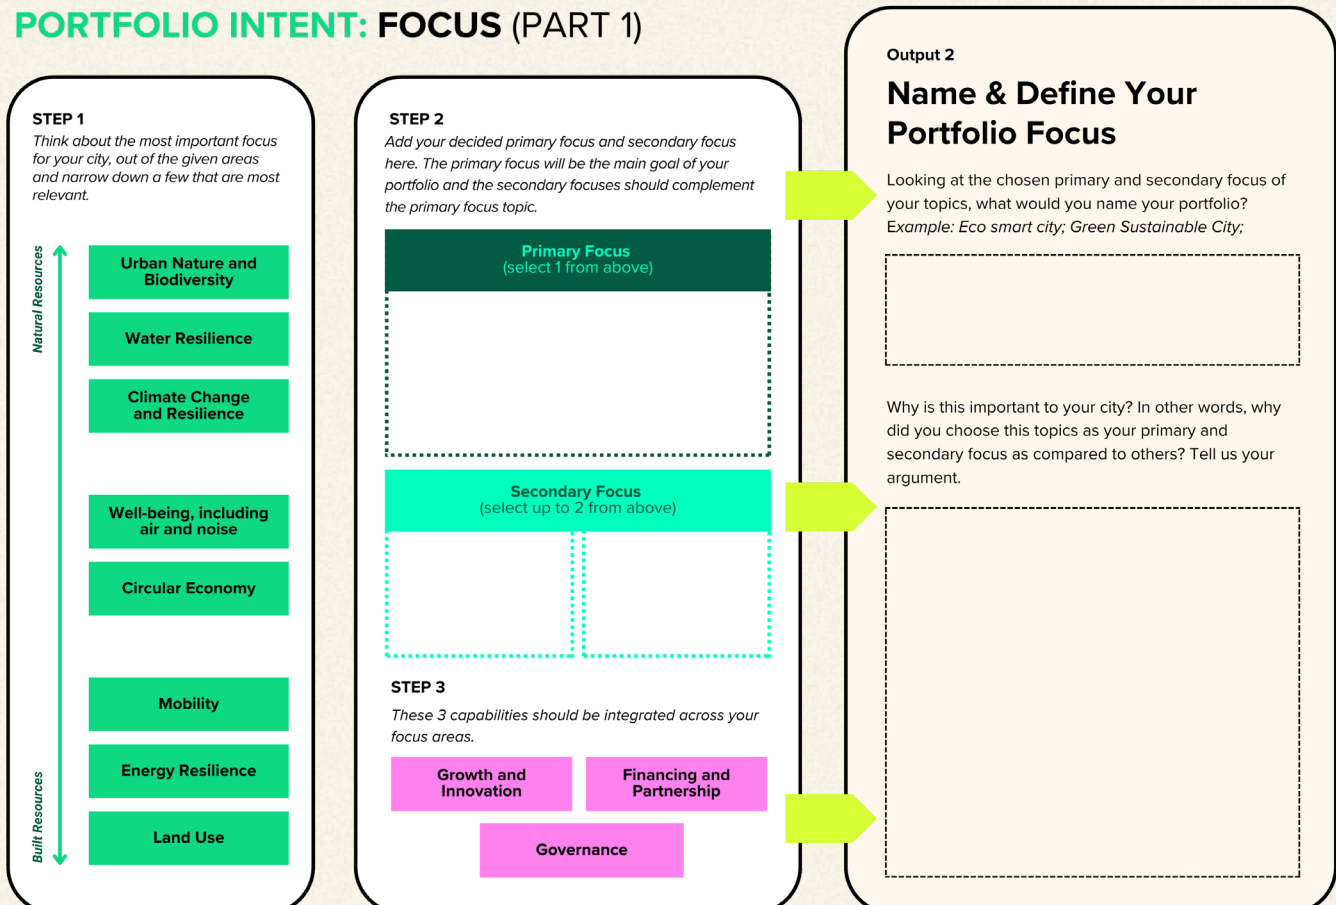 PORTFOLIO INTENT: FOCUS (PART 1)
STEP 1
Think about the most important focus
for your city, out of the given areas
and narrow down a few that are most
relevant.
Natural Resources
Urban Nature and
Biodiversity
Water Resilience
Climate Change
and Resilience
Well-being, including
air and noise
Circular Economy
Mobility
Energy Resilience
Land Use
Built Resources
STEP 2
Add your decided primary focus and secondary focus
here. The primary focus will be the main goal of your
portfolio and the secondary focuses should complement
the primary focus topic.
Primary Focus
(select 1 from above)
Secondary Focus
(select up to 2 from above)
STEP 3
These 3 capabilities should be integrated across your
focus areas.
Growth and
Innovation
Financing and
Partnership
Governance
Output 2
Name & Define Your
Portfolio Focus
Looking at the chosen primary and secondary focus of
your topics, what would you name your portfolio?
Example: Eco smart city; Green Sustainable City;
Why is this important to your city? In other words, why
did you choose this topics as your primary and
secondary focus as compared to others? Tell us your
argument.